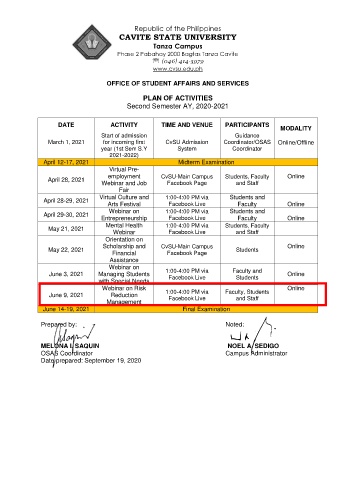 Republic of the Philippines
CAVITE STATE UNIVERSITY
Tanza Campus
Phase 2 Pabahay 2000 Bagtas Tanza Cavite
☎ (046) 414-3979
www.cvsu.edu.ph
OFFICE OF STUDENT AFFAIRS AND SERVICES
PLAN OF ACTIVITIES
Second Semester AY, 2020-2021
DATE ACTIVITY TIME AND VENUE PARTICIPANTS MODALITY
March 1, 2021
Start of admission
for incoming first
year (1st Sem S.Y
2021-2022)
CvSU Admission
System
Guidance
Coordinator/OSAS
Coordinator
Online/Offline
April 12-17, 2021 Midterm Examination
April 28, 2021
Virtual Pre-
employment
Webinar and Job
Fair
CvSU-Main Campus
Facebook Page
Students, Faculty
and Staff
Online
April 28-29, 2021
Virtual Culture and
Arts Festival
1:00-4:00 PM via
Facebook Live
Students and
Faculty
Online
April 29-30, 2021
Webinar on
Entrepreneurship
1:00-4:00 PM via
Facebook Live
Students and
Faculty
Online
May 21, 2021
Mental Health
Webinar
1:00-4:00 PM via
Facebook Live
Students, Faculty
and Staff
Online
May 22, 2021
Orientation on
Scholarship and
Financial
Assistance
CvSU-Main Campus
Facebook Page
Students
Online
June 3, 2021
Webinar on
Managing Students
with Special Needs
1:00-4:00 PM via
Facebook Live
Faculty and
Students
Online
June 9, 2021
Webinar on Risk
Reduction
Management
1:00-4:00 PM via
Facebook Live
Faculty, Students
and Staff
Online
June 14-19, 2021 Final Examination
Prepared by: Noted:
MELONA I. SAQUIN NOEL A. SEDIGO
OSAS Coordinator Campus Administrator
Date prepared: September 19, 2020